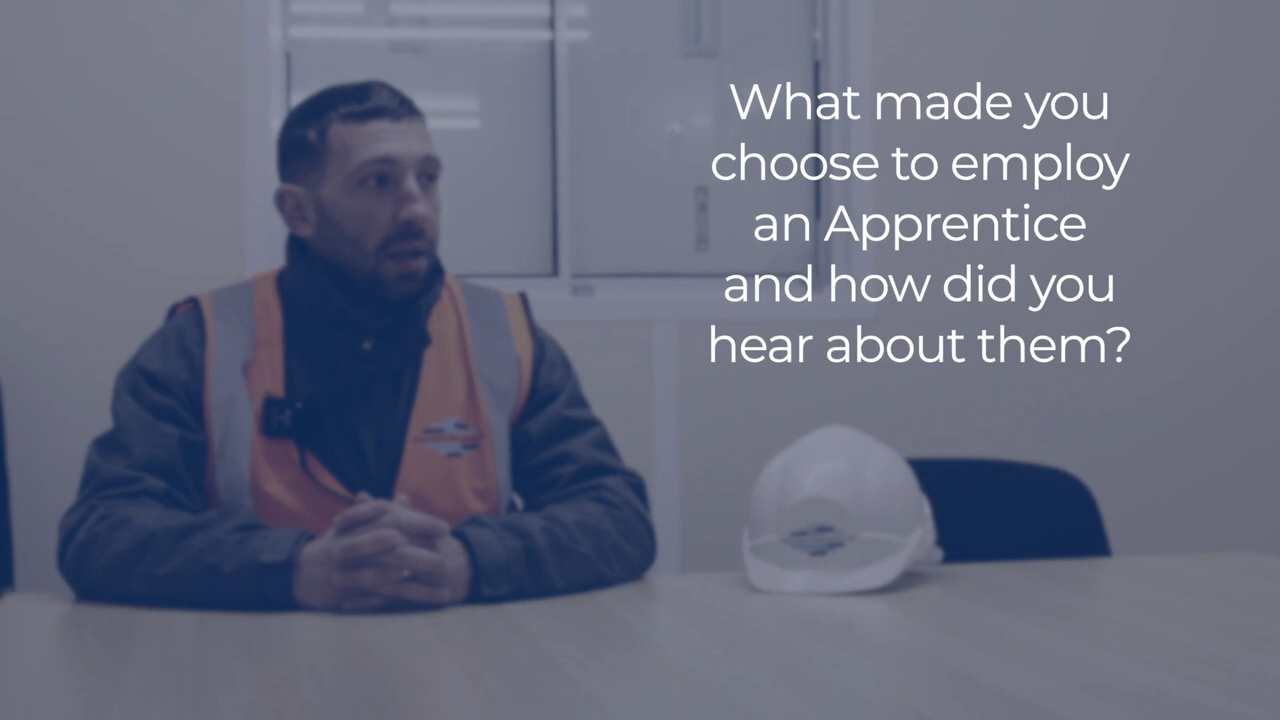 What made you
choose to employ
an Apprentice
and how did you
hear about them?